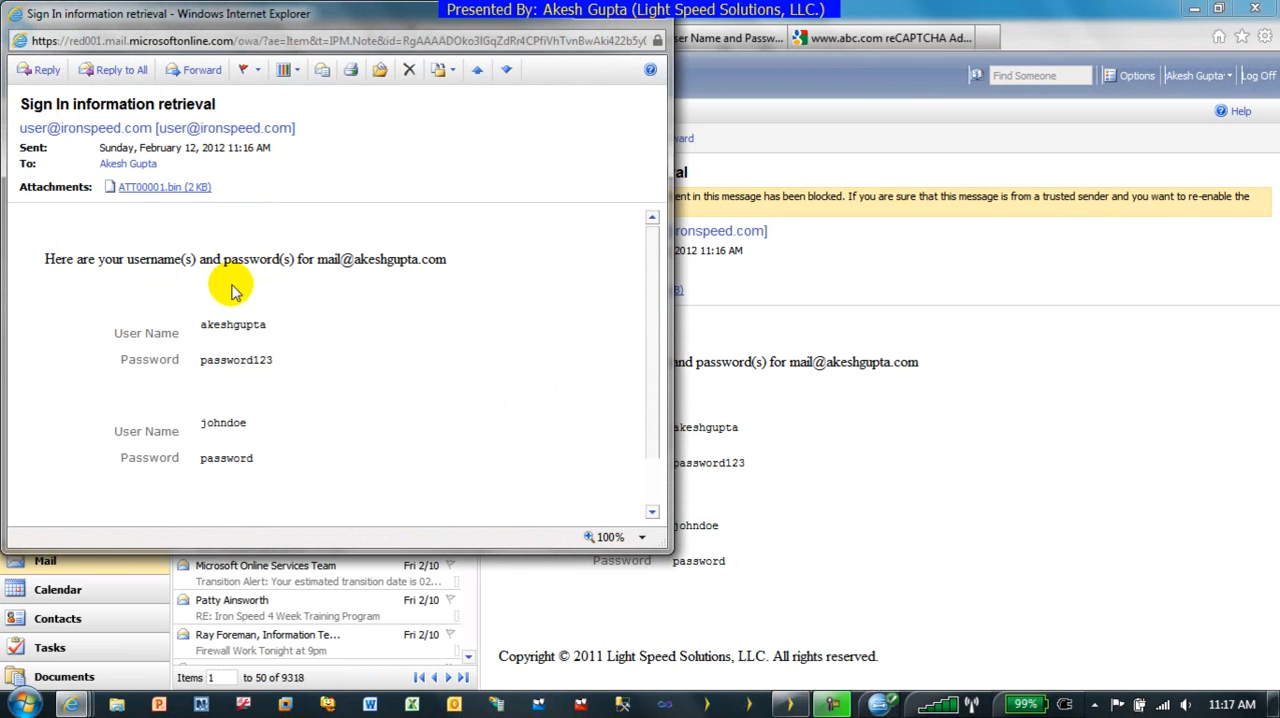 Presented By: Akesh Gupta (Light Speed Solutions, LLC.)
Sign In information retrieval - Windows Internet Explorer
https://red001.mail.microsoftonline.com/owa/?ae=Item&t=IPM.Note&id=
ser Name and Passw...
www.abc.com reCAPTCHA Ad...
Reply
Reply to All
Forward
Find Someone
Options
Akesh Gupta
Log Off
Sign In information retrieval
Help
user@ironspeed.com [user@ironspeed.com]
ward
Sent: Sunday, February 12, 2012 11:16 AM
To: Akesh Gupta
al
Attachments: ATT00001.bin (2 KB)
ent in this message has been blocked. If you are sure that this message is from a trusted sender and you want to re-enable the
ronspeed.com]
2012 11:16 AM
Here are your username(s) and password(s) for mail@akeshgupta.com
B)
User Name akeshgupta
Password password123
and password(s) for mail@akeshgupta.com
User Name johndoe
Password password
akeshgupta
password123
johndoe
Password password
100%
Mail
Calendar
Contacts
Tasks
Documents
Microsoft Online Services Team Fri 2/10
Transition Alert: Your estimated transition date is 02...
Patty Ainsworth Fri 2/10
RE: Iron Speed 4 Week Training Program
Ray Foreman, Information Te... Fri 2/10
Firewall Work Tonight at 9pm
Items 1 to 50 of 9318
Copyright © 2011 Light Speed Solutions, LLC. All rights reserved.
99%
11:17 AM